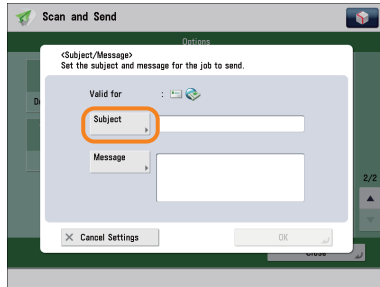 Scan and Send
Options
<Subject/Message>
Set the subject and message for the job to send.
Valid for :
Subject
Message
2/2
Cancel Settings
OK